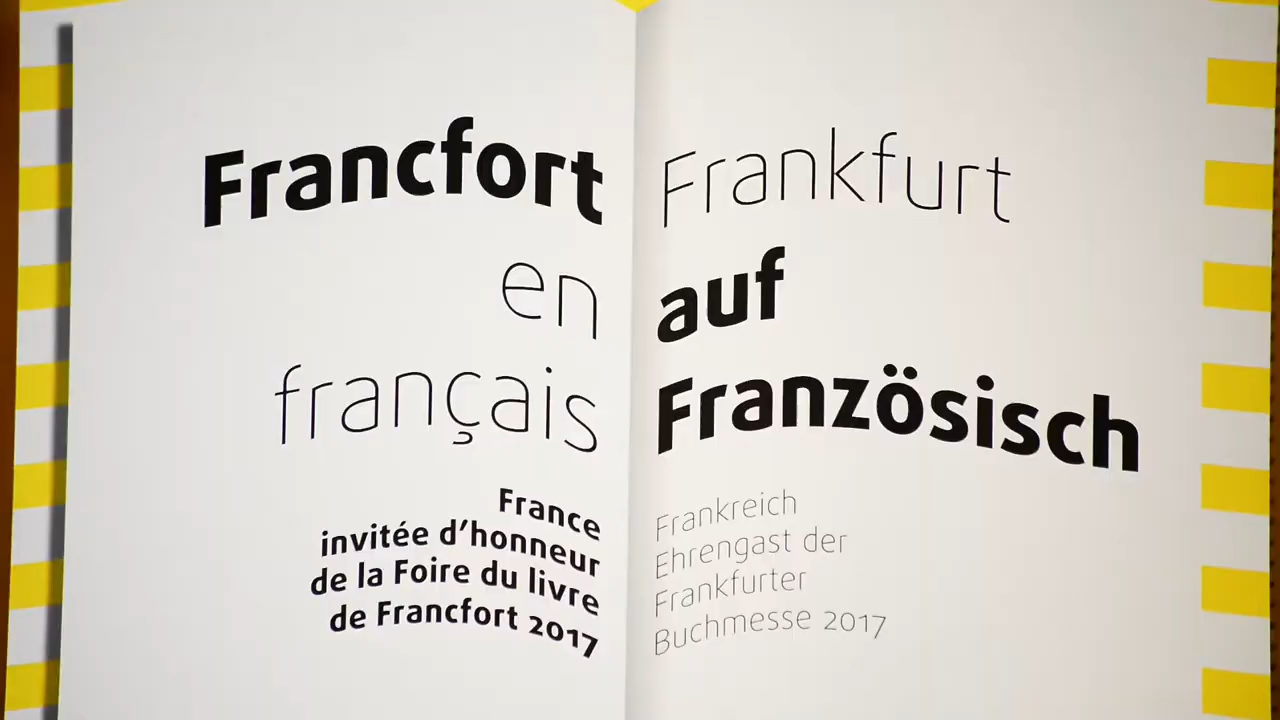 Francfort
en
français
France
invitée d’honneur
de la Foire du livre
de Francfort 2017
Frankfurt
auf
Französisch
Frankreich
Ehrengast der
Frankfurter
Buchmesse 2017